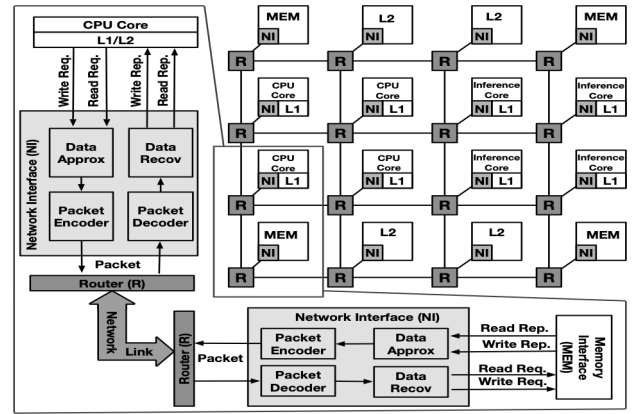 CPU Core
L1/L2
Write Req.
Read Req.
Write Rep.
Read Rep.
Network Interface (NI)
Data
Approx
Data
Recov
Packet
Encoder
Packet
Decoder
Packet
Router (R)
Network
Link
MEM
NI
R
L2
NI
R
L2
NI
R
MEM
NI
R
CPU
Core
NI L1
R
CPU
Core
NI L1
R
Inference
Core
NI L1
R
Inference
Core
NI L1
R
CPU
Core
NI L1
R
CPU
Core
NI L1
R
Inference
Core
NI L1
R
Inference
Core
NI L1
R
MEM
NI
R
L2
NI
R
L2
NI
R
MEM
NI
R
Router (R)
Packet
Network Interface (NI)
Packet
Encoder
Data
Approx
Packet
Decoder
Data
Recov
Read Rep.
Write Rep.
Read Req.
Write Req.
Memory
Interface
(MEM)